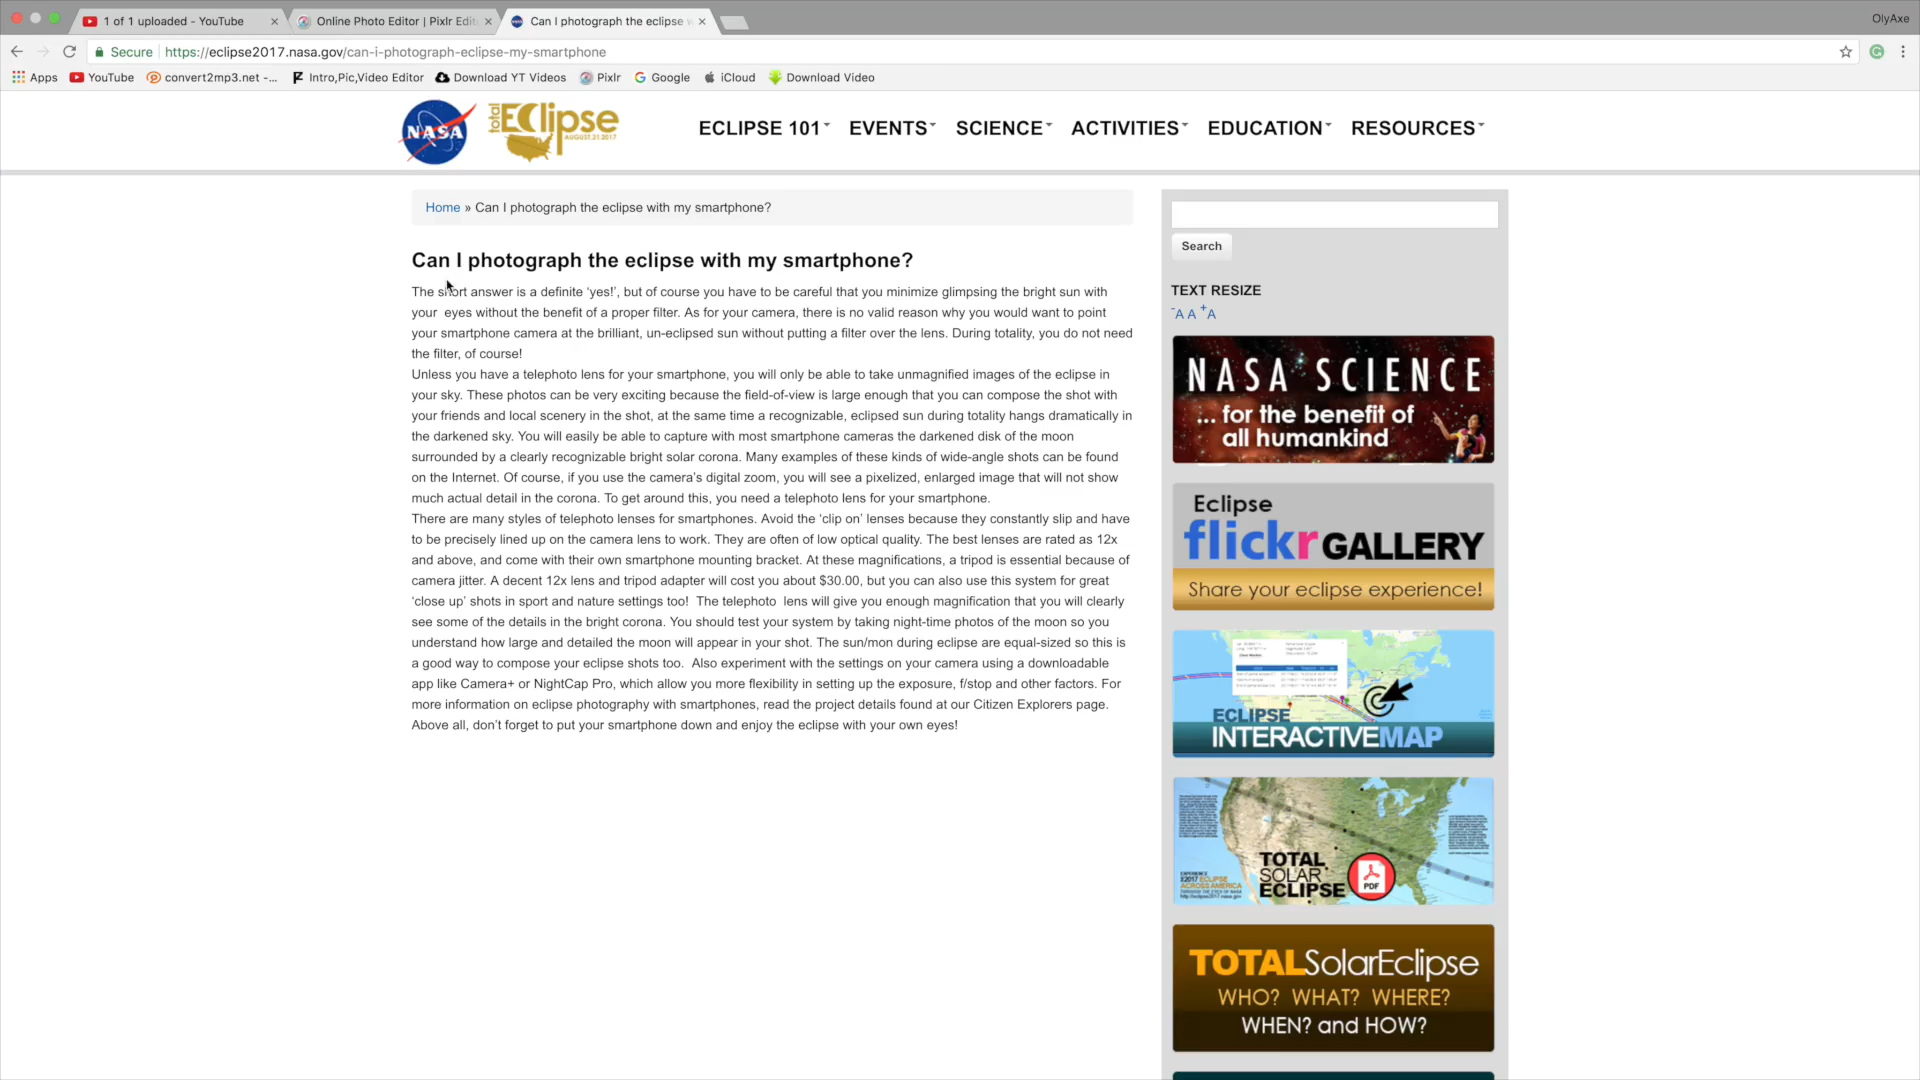 1 of 1 uploaded - YouTube
Online Photo Editor | Pixlr Edit
Can I photograph the eclipse w
OlyAxe
Secure https://eclipse2017.nasa.gov/can-i-photograph-eclipse-my-smartphone
Apps YouTube convert2mp3.net -... Intro,Pic,Video Editor Download YT Videos Pixlr Google iCloud Download Video
NASA
total Eclipse
AUGUST 21 2017
ECLIPSE 101 EVENTS SCIENCE ACTIVITIES EDUCATION RESOURCES
Home » Can I photograph the eclipse with my smartphone?
Can I photograph the eclipse with my smartphone?
The short answer is a definite ‘yes!’, but of course you have to be careful that you minimize glimpsing the bright sun with
your eyes without the benefit of a proper filter. As for your camera, there is no valid reason why you would want to point
your smartphone camera at the brilliant, un-eclipsed sun without putting a filter over the lens. During totality, you do not need
the filter, of course!
Unless you have a telephoto lens for your smartphone, you will only be able to take unmagnified images of the eclipse in
your sky. These photos can be very exciting because the field-of-view is large enough that you can compose the shot with
your friends and local scenery in the shot, at the same time a recognizable, eclipsed sun during totality hangs dramatically in
the darkened sky. You will easily be able to capture with most smartphone cameras the darkened disk of the moon
surrounded by a clearly recognizable bright solar corona. Many examples of these kinds of wide-angle shots can be found
on the Internet. Of course, if you use the camera’s digital zoom, you will see a pixelized, enlarged image that will not show
much actual detail in the corona. To get around this, you need a telephoto lens for your smartphone.
There are many styles of telephoto lenses for smartphones. Avoid the ‘clip on’ lenses because they constantly slip and have
to be precisely lined up on the camera lens to work. They are often of low optical quality. The best lenses are rated as 12x
and above, and come with their own smartphone mounting bracket. At these magnifications, a tripod is essential because of
camera jitter. A decent 12x lens and tripod adapter will cost you about $30.00, but you can also use this system for great
‘close up’ shots in sport and nature settings too! The telephoto lens will give you enough magnification that you will clearly
see some of the details in the bright corona. You should test your system by taking night-time photos of the moon so you
understand how large and detailed the moon will appear in your shot. The sun/mon during eclipse are equal-sized so this is
a good way to compose your eclipse shots too. Also experiment with the settings on your camera using a downloadable
app like Camera+ or NightCap Pro, which allow you more flexibility in setting up the exposure, f/stop and other factors. For
more information on eclipse photography with smartphones, read the project details found at our Citizen Explorers page.
Above all, don’t forget to put your smartphone down and enjoy the eclipse with your own eyes!
Search
TEXT RESIZE
-A A +A
NASA SCIENCE
... for the benefit of
all humankind
Eclipse
flickr GALLERY
Share your eclipse experience!
ECLIPSE
INTERACTIVEMAP
TOTAL
SOLAR
ECLIPSE
PDF
EXPERIENCE
THE 2017 ECLIPSE
ACROSS AMERICA
THROUGH THE EYES OF NASA
http://eclipse2017.nasa.gov
TOTALSolarEclipse
WHO? WHAT? WHERE?
WHEN? and HOW?